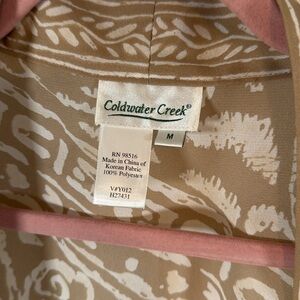 Coldwater Creek®
M
RN 98516
Made in China of
Korean Fabric
100% Polyester
V#Y012
H27431